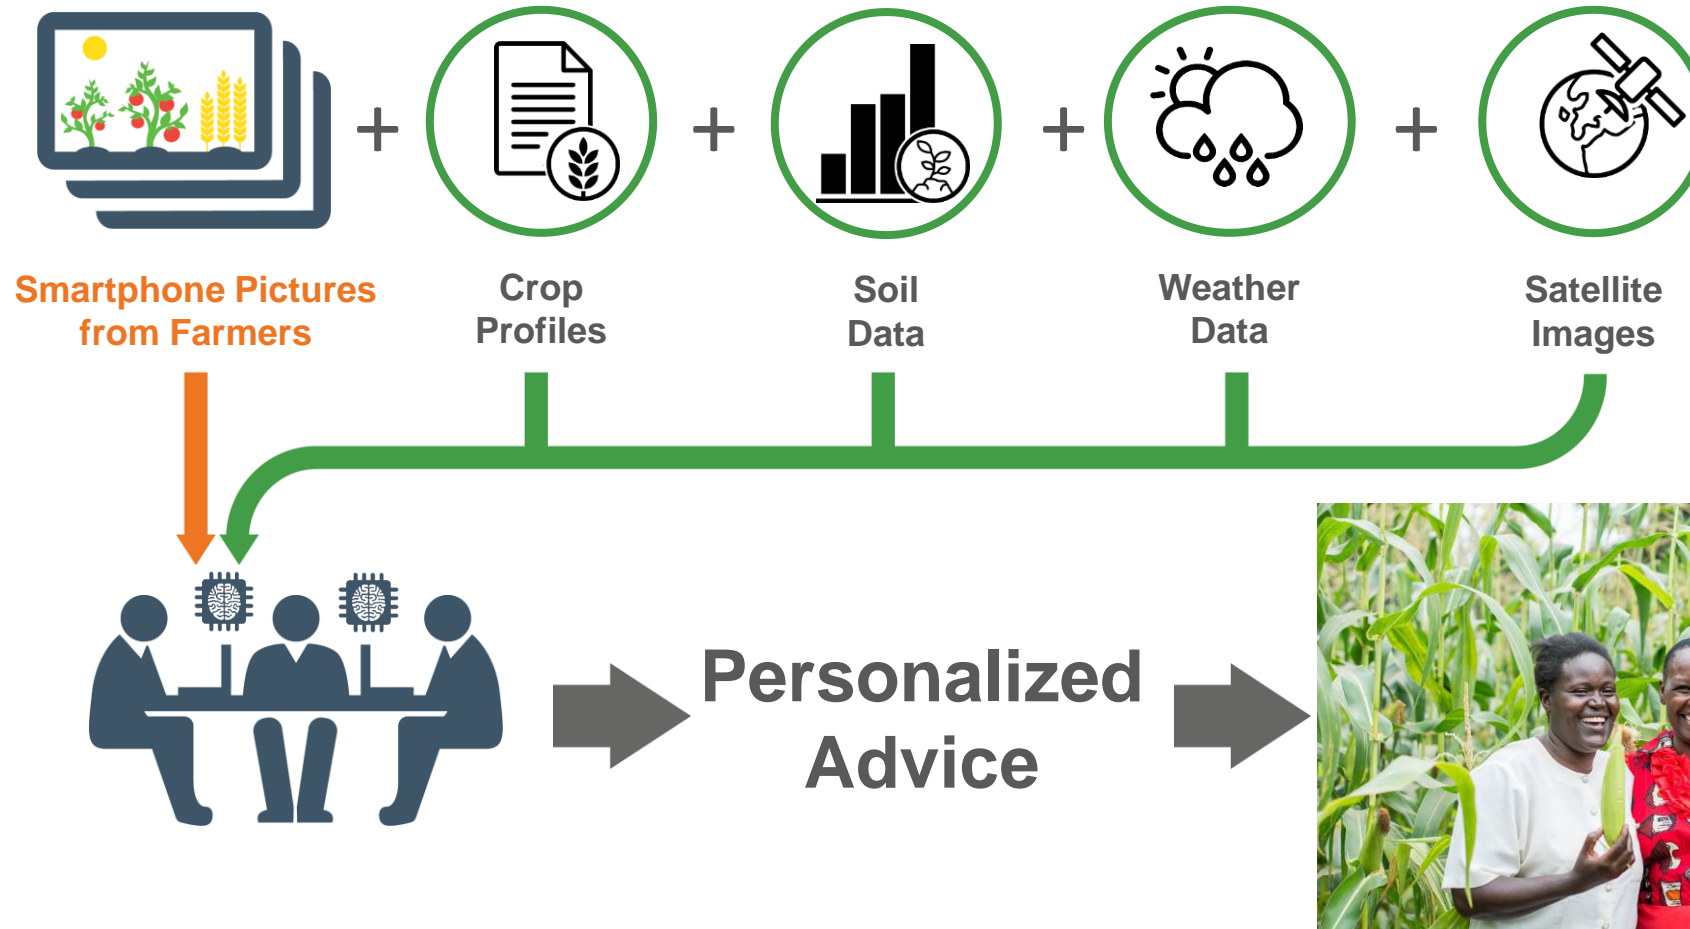 Smartphone Pictures
from Farmers
Crop
Profiles
Soil
Data
Weather
Data
Satellite
Images
Personalized
Advice